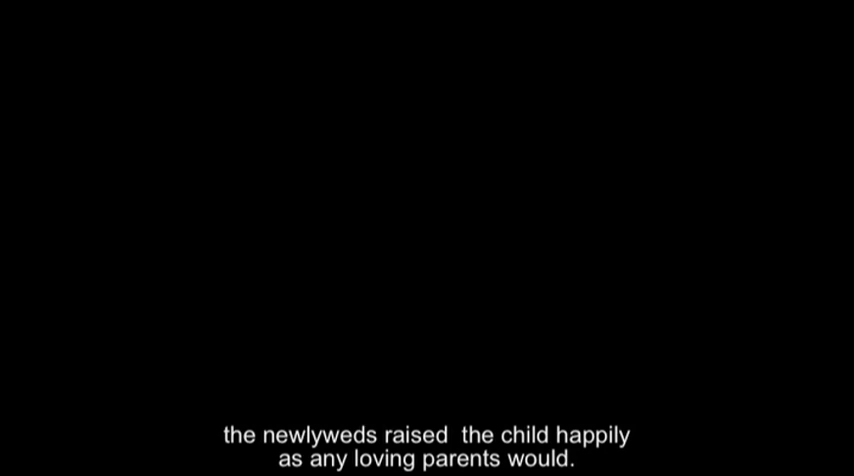 the newlyweds raised  the child happily
as any loving parents would.